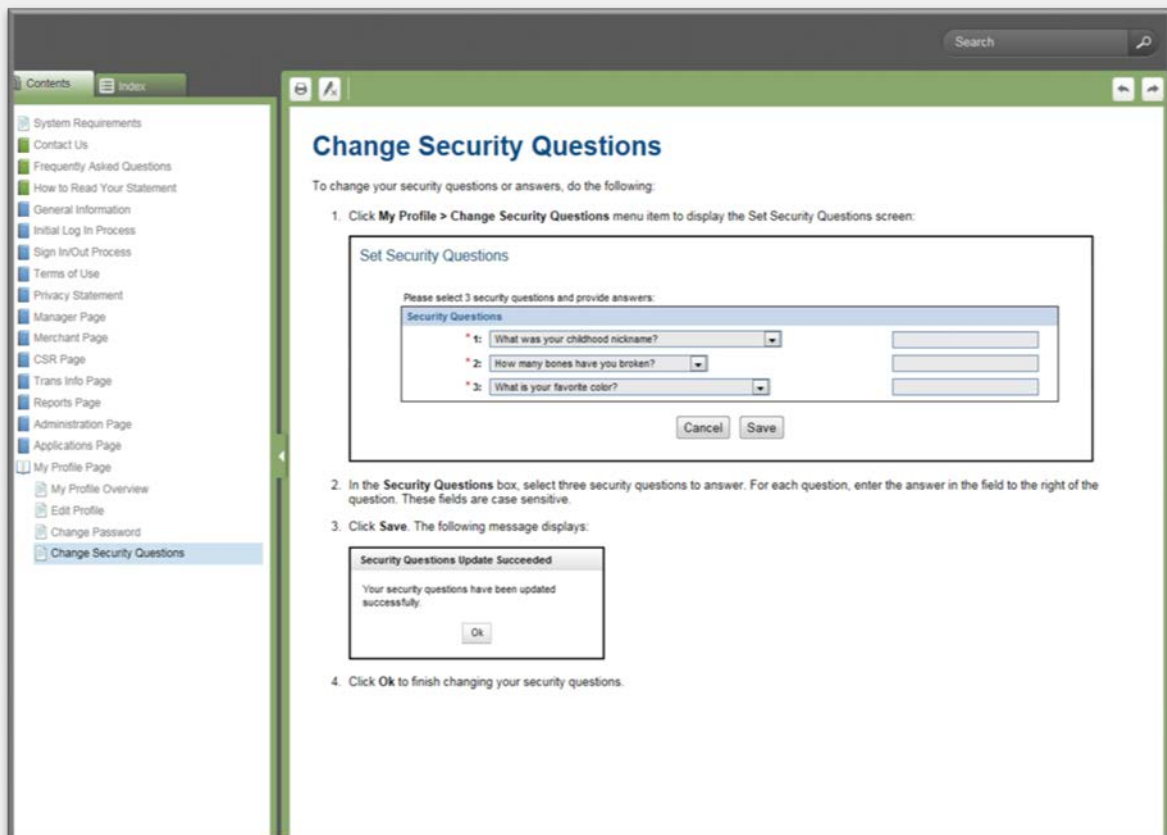 Search
Contents
Index
System Requirements
Contact Us
Frequently Asked Questions
How to Read Your Statement
General Information
Initial Log In Process
Sign In/Out Process
Terms of Use
Privacy Statement
Manager Page
Merchant Page
CSR Page
Trans Info Page
Reports Page
Administration Page
Applications Page
My Profile Page
My Profile Overview
Edit Profile
Change Password
Change Security Questions
Change Security Questions
To change your security questions or answers, do the following:
1. Click My Profile > Change Security Questions menu item to display the Set Security Questions screen:
Set Security Questions
Please select 3 security questions and provide answers:
Security Questions
* 1: What was your childhood nickname?
* 2: How many bones have you broken?
* 3: What is your favorite color?
Cancel Save
2. In the Security Questions box, select three security questions to answer. For each question, enter the answer in the field to the right of the
question. These fields are case sensitive.
3. Click Save. The following message displays:
Security Questions Update Succeeded
Your security questions have been updated
successfully.
Ok
4. Click Ok to finish changing your security questions.